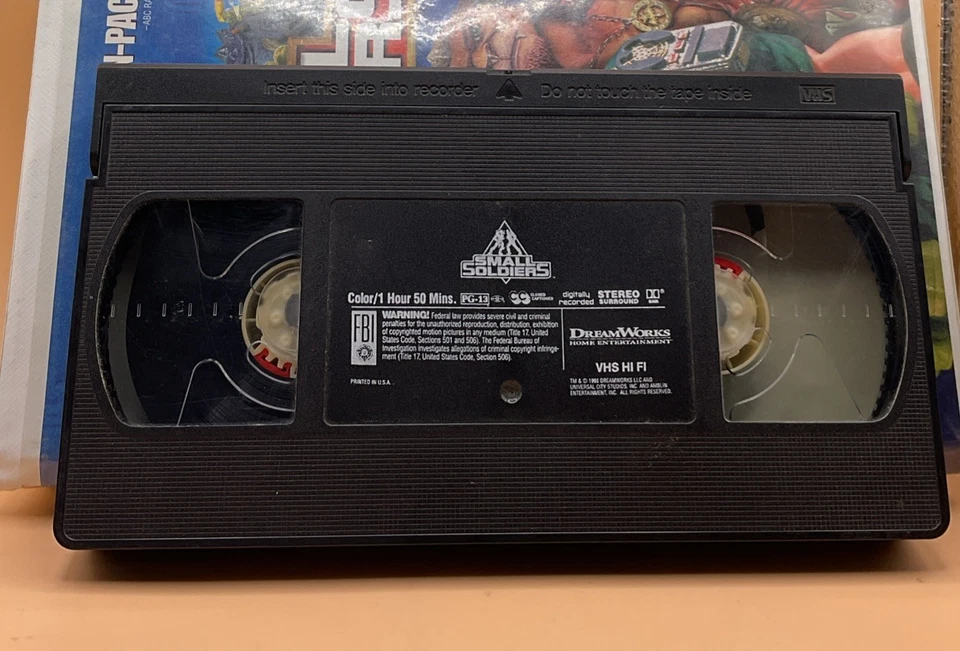 N-PAC
—ABC RA
Insert this side into recorder Do not touch the tape inside VHS
SMALL
SOLDIERS
Color/1 Hour 50 Mins. PG-13 CC CLOSED CAPTIONED digitally recorded STEREO SURROUND
FBI
WARNING! Federal law provides severe civil and criminal
penalties for the unauthorized reproduction, distribution, exhibition
of copyrighted motion pictures in any medium (Title 17, United
States Code, Sections 501 and 506). The Federal Bureau of
Investigation investigates allegations of criminal copyright infringe-
ment (Title 17, United States Code, Section 506).
PRINTED IN U.S.A.
DREAMWORKS
HOME ENTERTAINMENT
VHS HI FI
TM & © 1998 DREAMWORKS LLC AND
UNIVERSAL CITY STUDIOS, INC. AND AMBLIN
ENTERTAINMENT, INC. ALL RIGHTS RESERVED.